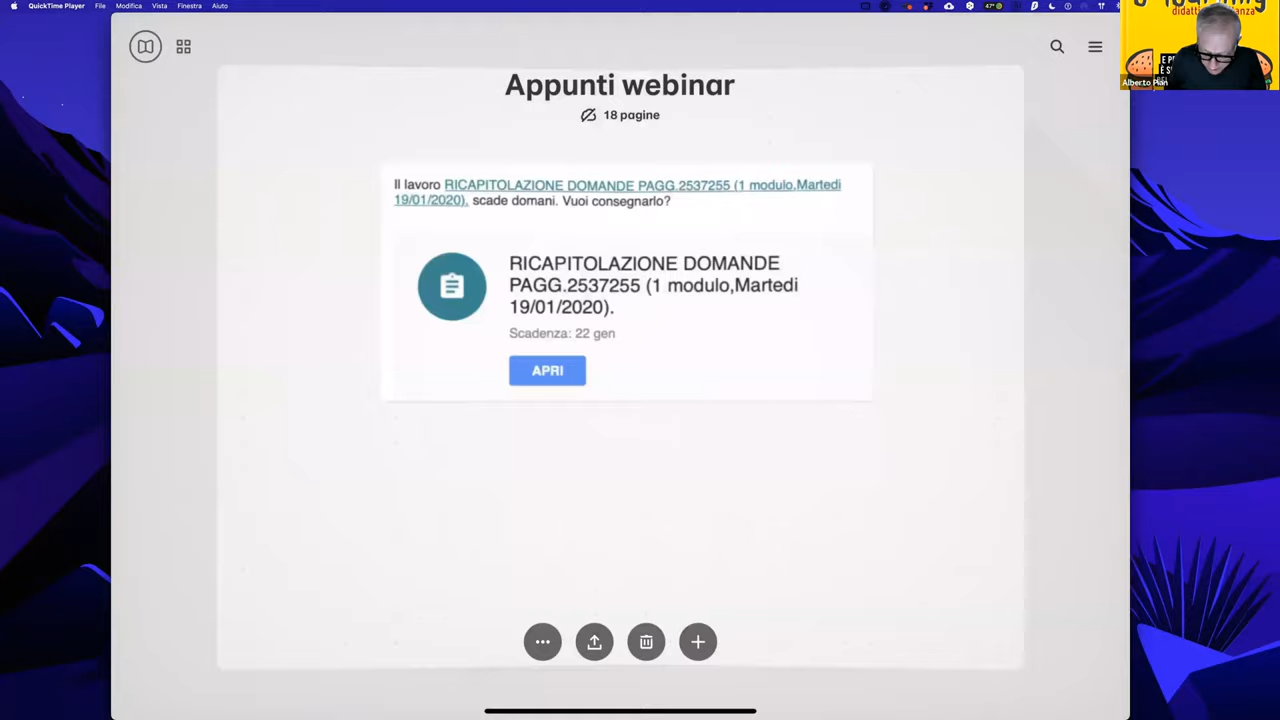 QuickTime Player File Modifica Vista Finestra Aiuto
47°
didatti
Alberto Pian
Appunti webinar
18 pagine
Il lavoro RICAPITOLAZIONE DOMANDE PAGG.2537255 (1 modulo,Martedi
19/01/2020). scade domani. Vuoi consegnarlo?
RICAPITOLAZIONE DOMANDE
PAGG.2537255 (1 modulo,Martedi
19/01/2020).
Scadenza: 22 gen
APRI